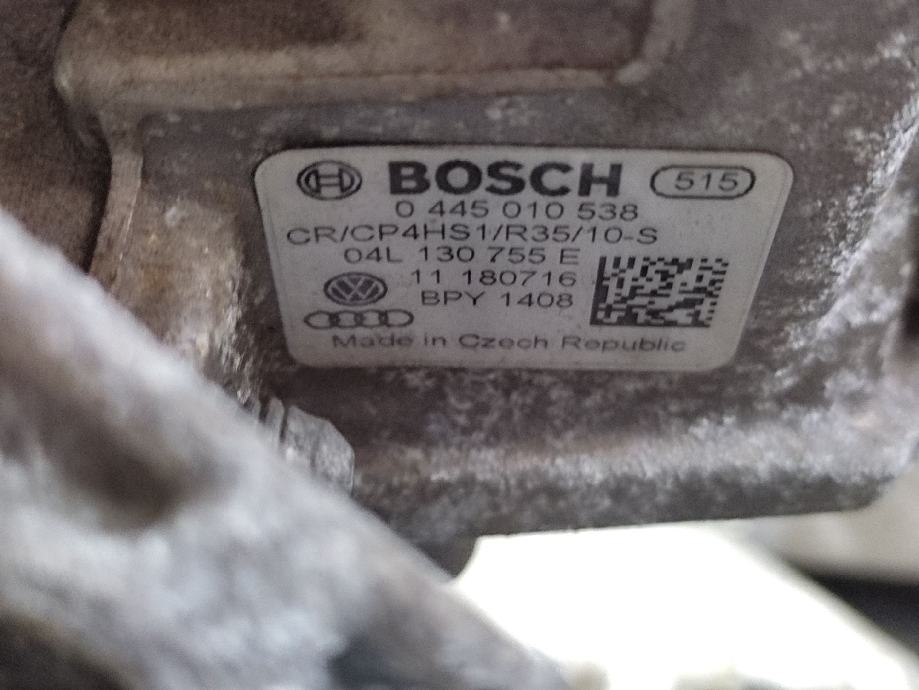 BOSCH 515
0 445 010 538
CR/CP4HS1/R35/10-S
04L 130 755 E
11 180716
BPY 1408
Made in Czech Republic